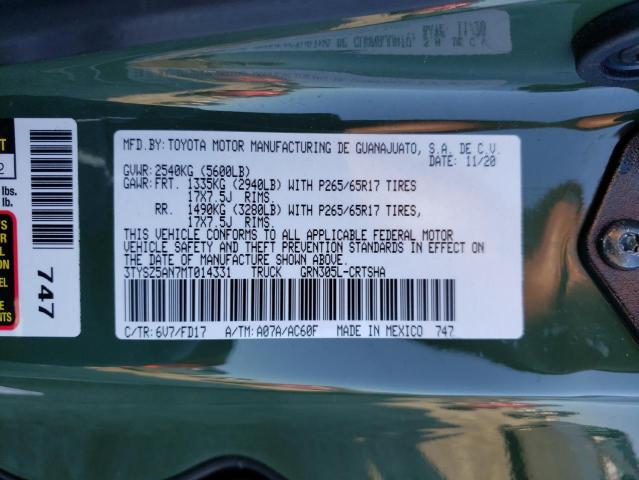 MFD.BY: TOYOTA MOTOR MANUFACTURING DE GUANAJUATO, S.A. DE C.V.
DATE: 11/20
GVWR: 2540KG (5600LB)
GAWR: FRT. 1335KG (2940LB) WITH P265/65R17 TIRES
17X7.5J RIMS,
RR. 1490KG (3280LB) WITH P265/65R17 TIRES,
17X7.5J RIMS,
THIS VEHICLE CONFORMS TO ALL APPLICABLE FEDERAL MOTOR
VEHICLE SAFETY AND THEFT PREVENTION STANDARDS IN EFFECT ON
THE DATE OF MANUFACTURE SHOWN ABOVE.
3TYSZ5AN7MT014331 TRUCK GRN305L-CRTSHA
C/TR: 6V7/FD17 A/TM: A07A/AC60F MADE IN MEXICO 747
747
lbs.
lb.